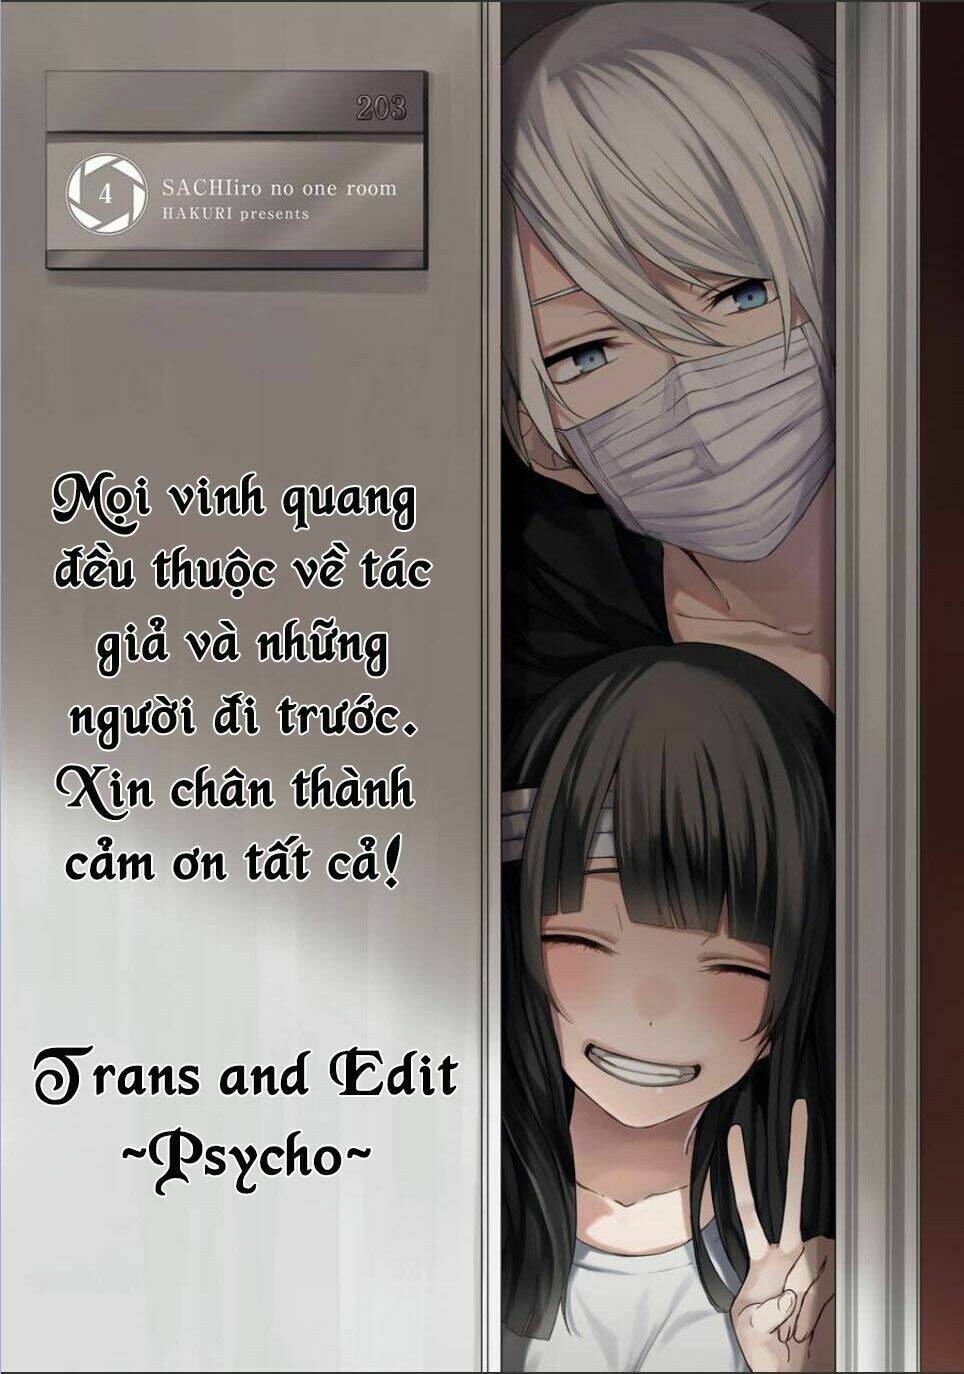 203
4
SACHIiro no one room
HAKURI presents
Mọi vinh quang
đều thuộc về tác
giả và những
người đi trước.
Xin chân thành
cảm ơn tất cả!
Trans and Edit
~Psycho~